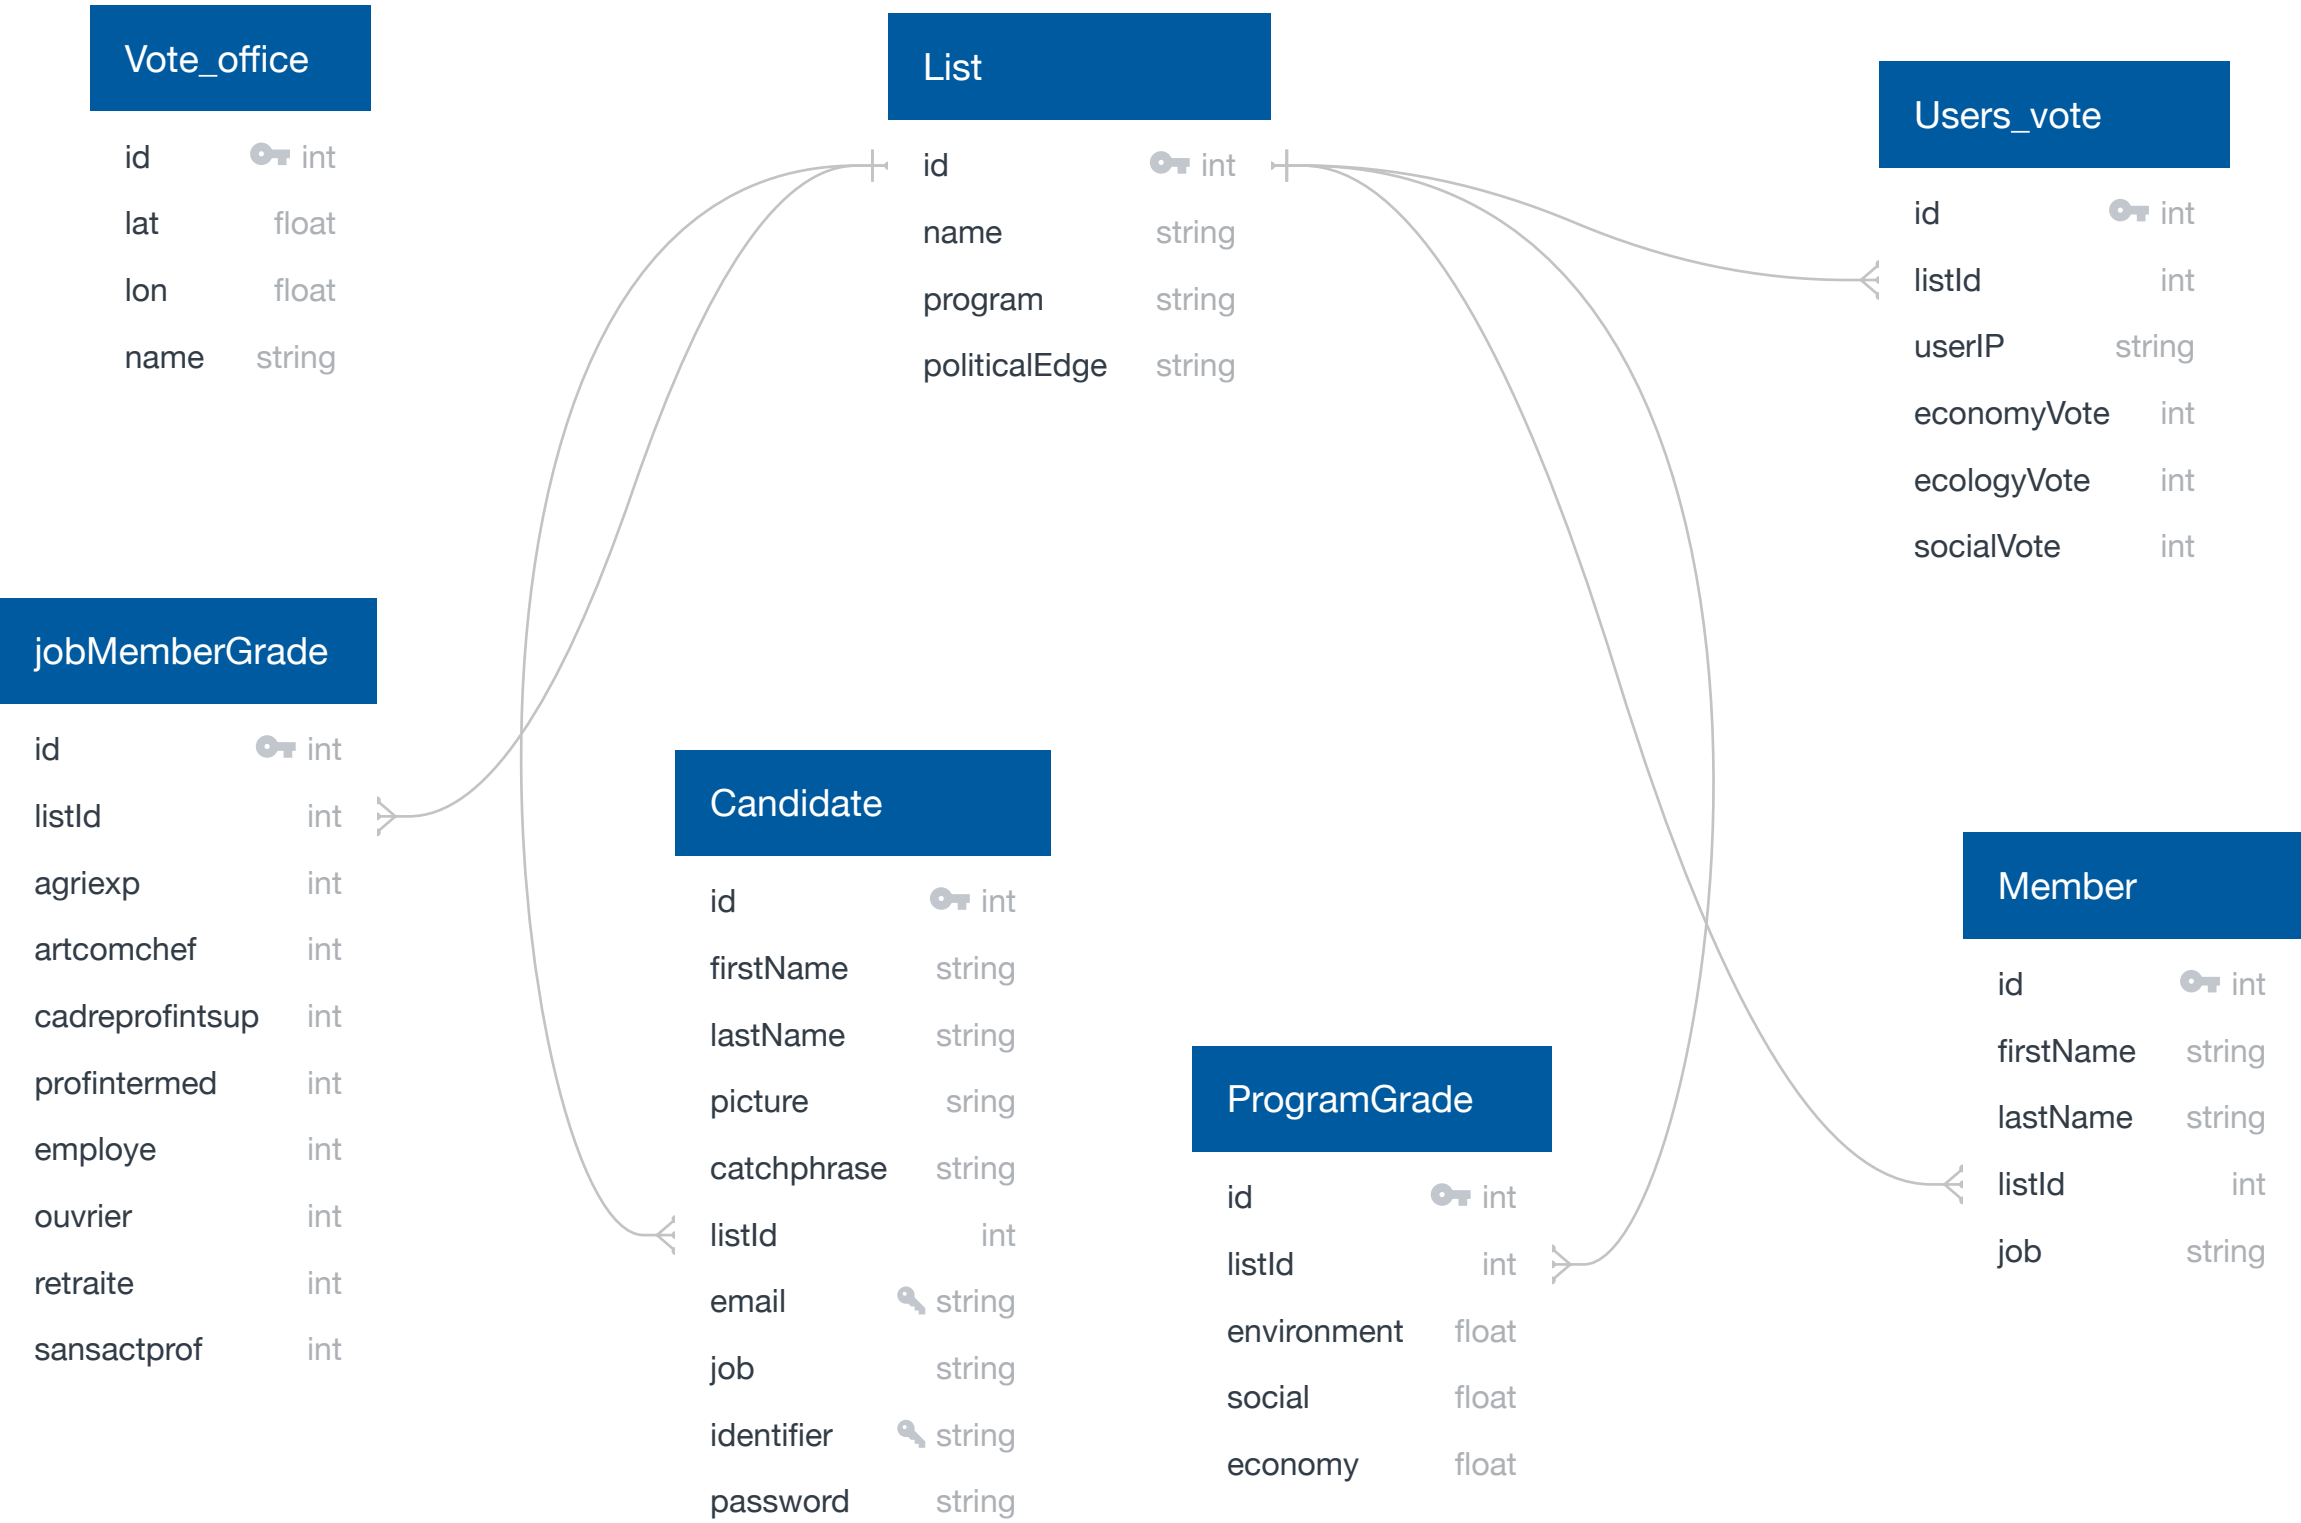 Vote_office
id int
lat float
lon float
name string
List
id int
name string
program string
politicalEdge string
Users_vote
id int
listId int
userIP string
economyVote int
ecologyVote int
socialVote int
jobMemberGrade
id int
listId int
agriexp int
artcomchef int
cadreprofintsup int
profintermed int
employe int
ouvrier int
retraite int
sansactprof int
Candidate
id int
firstName string
lastName string
picture sring
catchphrase string
listId int
email string
job string
identifier string
password string
ProgramGrade
id int
listId int
environment float
social float
economy float
Member
id int
firstName string
lastName string
listId int
job string